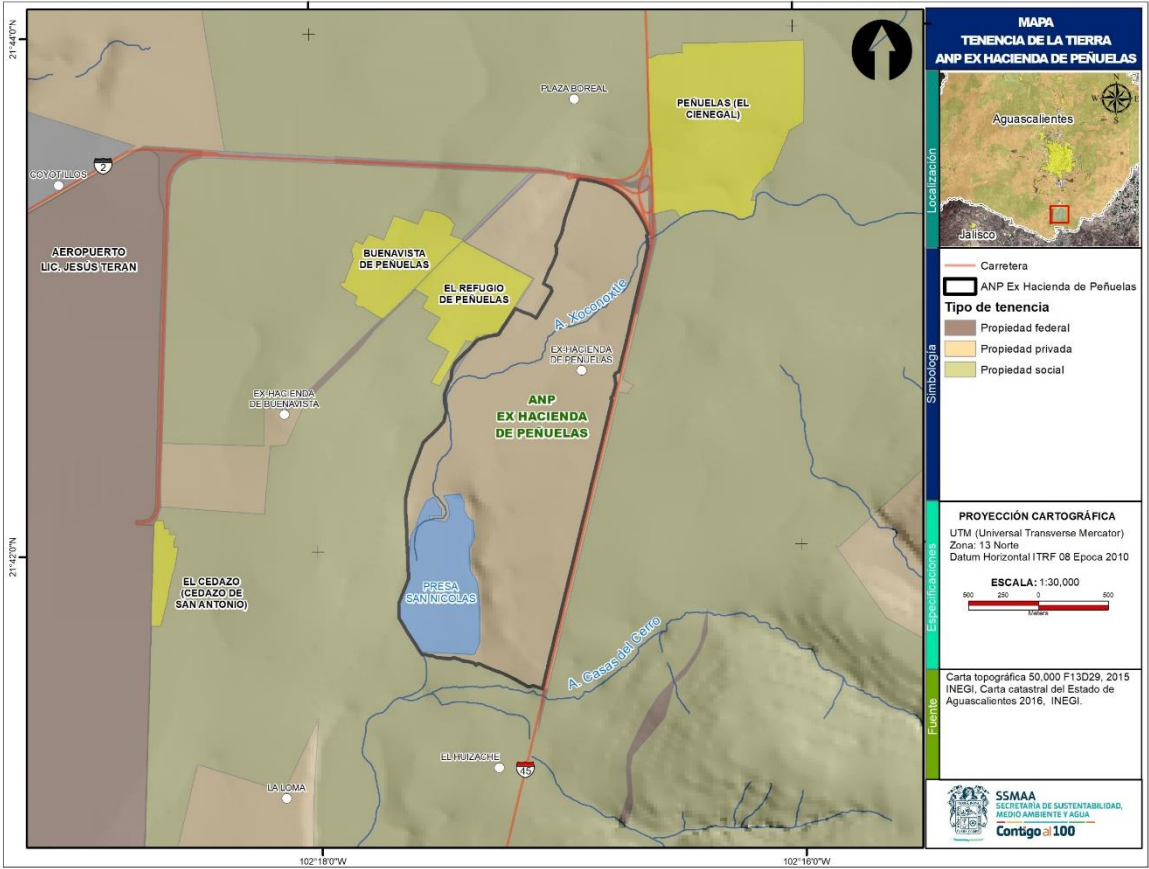 MAPA
TENENCIA DE LA TIERRA
ANP EX HACIENDA DE PEÑUELAS
21°44'0"N
21°42'0"N
102°18'0"W
102°16'0"W
PLAZA BOREAL
PEÑUELAS (EL
CIENEGAL)
COYOTILLOS
2
AEROPUERTO
LIC. JESÚS TERAN
BUENAVISTA
DE PEÑUELAS
EL REFUGIO
DE PEÑUELAS
A. Xoconoxtle
EX-HACIENDA
DE PEÑUELAS
EX-HACIENDA
DE BUENAVISTA
ANP
EX HACIENDA
DE PEÑUELAS
PRESA
SAN NICOLAS
EL CEDAZO
(CEDAZO DE
SAN ANTONIO)
A. Casas del Cerro
EL HUIZACHE
45
LA LOMA
Localización
N
W
E
S
Aguascalientes
Jalisco
Simbología
Carretera
ANP Ex Hacienda de Peñuelas
Tipo de tenencia
Propiedad federal
Propiedad privada
Propiedad social
Especificaciones
PROYECCIÓN CARTOGRÁFICA
UTM (Universal Transverse Mercator)
Zona: 13 Norte
Datum Horizontal ITRF 08 Epoca 2010
ESCALA: 1:30,000
500 250 0 500
Meters
Fuente
Carta topográfica 50,000 F13D29, 2015
INEGI, Carta catastral del Estado de
Aguascalientes 2016, INEGI.
SSMAA
SECRETARÍA DE SUSTENTABILIDAD,
MEDIO AMBIENTE Y AGUA
Contigo al 100